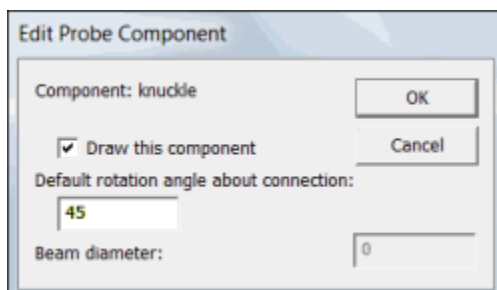 Edit Probe Component
Component: knuckle
OK
Draw this component
Cancel
Default rotation angle about connection:
45
Beam diameter:
0